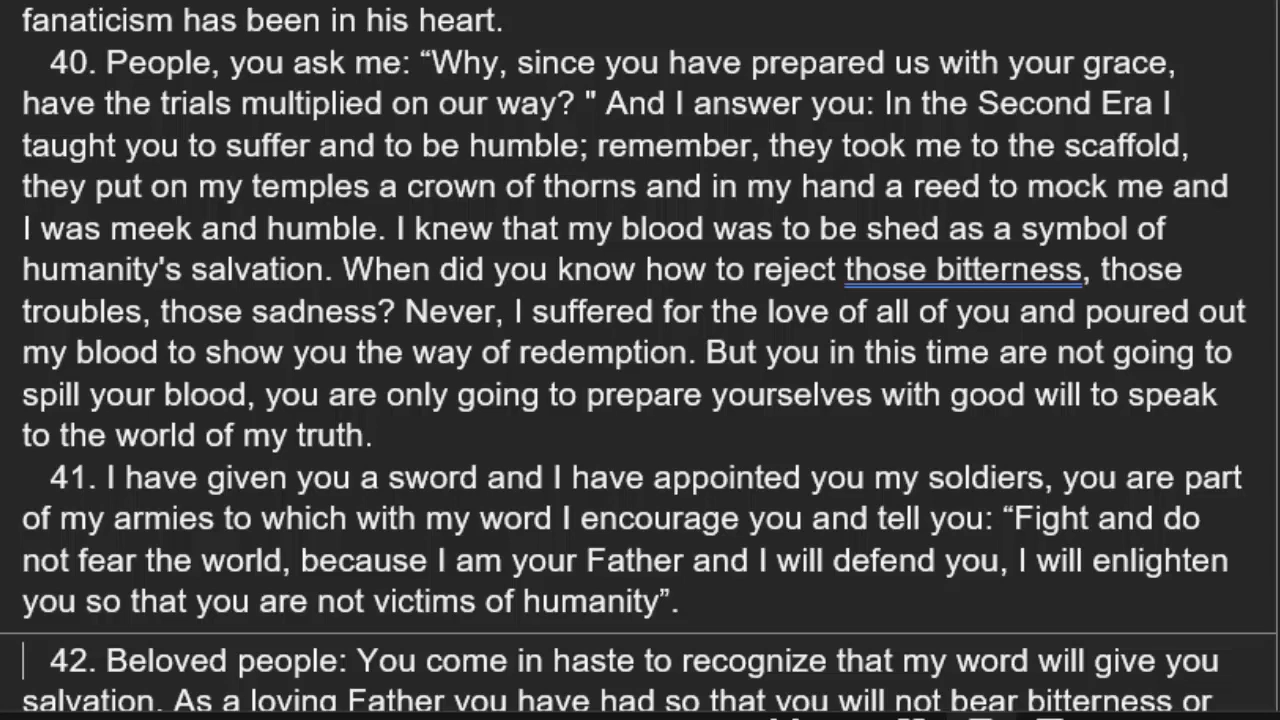 fanaticism has been in his heart.
40. People, you ask me: “Why, since you have prepared us with your grace,
have the trials multiplied on our way? " And I answer you: In the Second Era I
taught you to suffer and to be humble; remember, they took me to the scaffold,
they put on my temples a crown of thorns and in my hand a reed to mock me and
I was meek and humble. I knew that my blood was to be shed as a symbol of
humanity's salvation. When did you know how to reject those bitterness, those
troubles, those sadness? Never, I suffered for the love of all of you and poured out
my blood to show you the way of redemption. But you in this time are not going to
spill your blood, you are only going to prepare yourselves with good will to speak
to the world of my truth.
41. I have given you a sword and I have appointed you my soldiers, you are part
of my armies to which with my word I encourage you and tell you: “Fight and do
not fear the world, because I am your Father and I will defend you, I will enlighten
you so that you are not victims of humanity”.
42. Beloved people: You come in haste to recognize that my word will give you
salvation. As a loving Father you have had so that you will not bear bitterness or